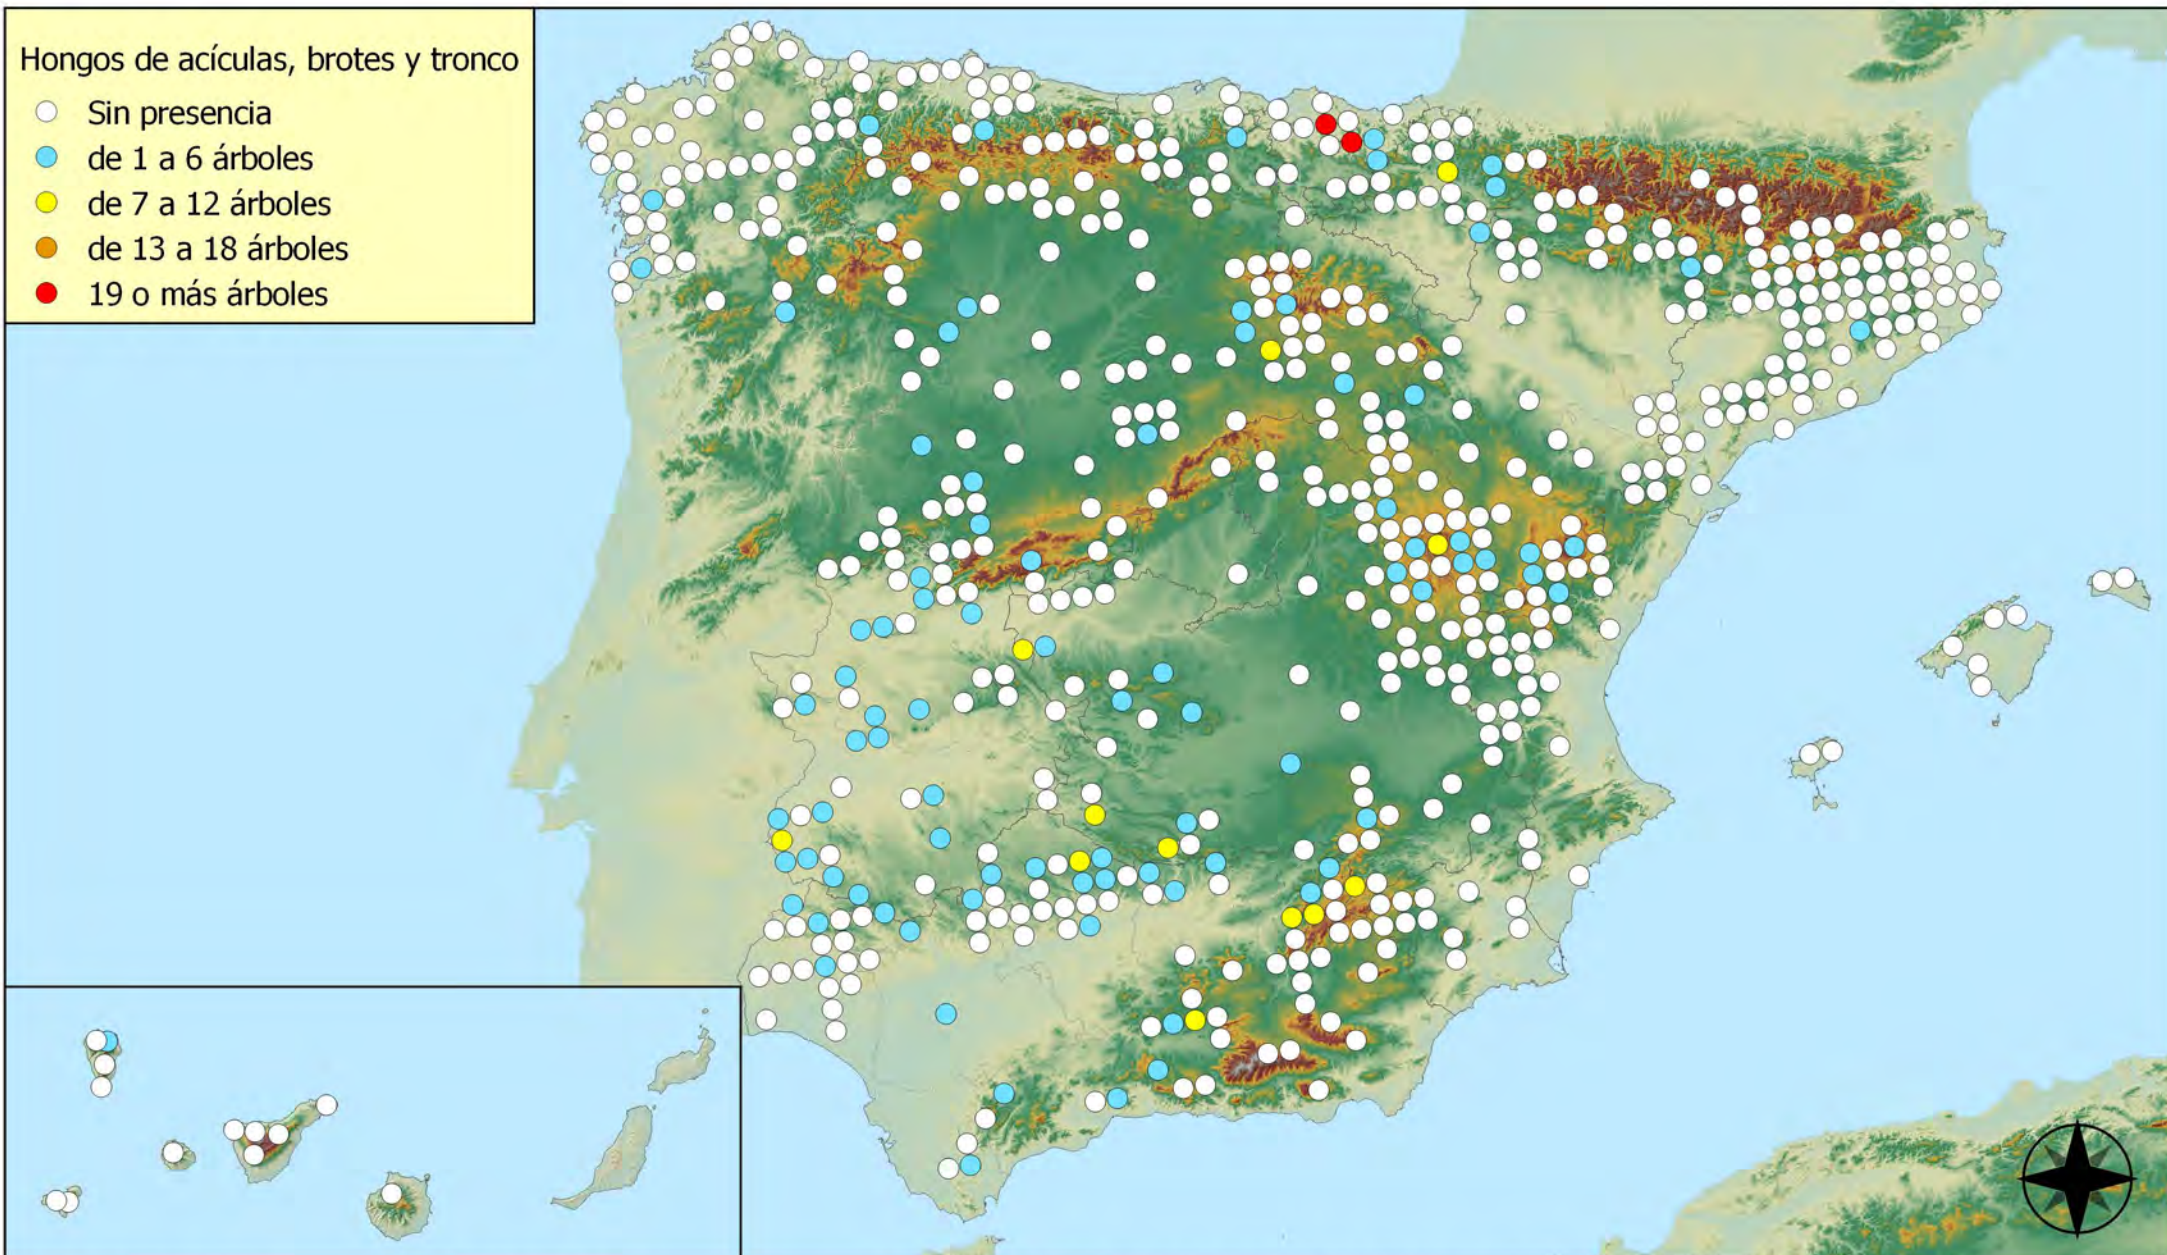 Hongos de acículas, brotes y tronco
Sin presencia
de 1 a 6 árboles
de 7 a 12 árboles
de 13 a 18 árboles
19 o más árboles